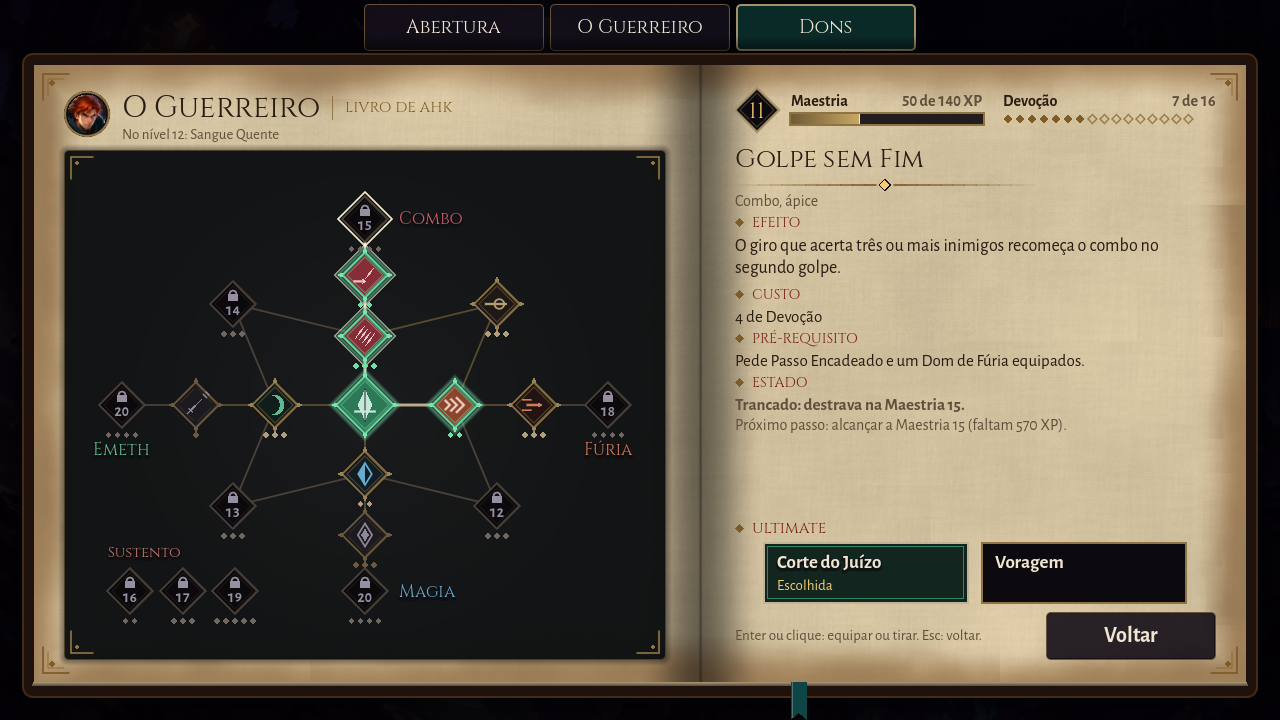 Abertura
O Guerreiro
Dons
O Guerreiro
Livro de Ahk
No nível 12: Sangue Quente
15
Combo
14
20
18
Emeth
Fúria
13
12
Sustento
16
17
19
20
Magia
11
Maestria
50 de 140 XP
Devoção
7 de 16
Golpe sem Fim
Combo, ápice
EFEITO
O giro que acerta três ou mais inimigos recomeça o combo no
segundo golpe.
CUSTO
4 de Devoção
PRÉ-REQUISITO
Pede Passo Encadeado e um Dom de Fúria equipados.
ESTADO
Trancado: destrava na Maestria 15.
Próximo passo: alcançar a Maestria 15 (faltam 570 XP).
ULTIMATE
Corte do Juízo
Escolhida
Voragem
Enter ou clique: equipar ou tirar. Esc: voltar.
Voltar